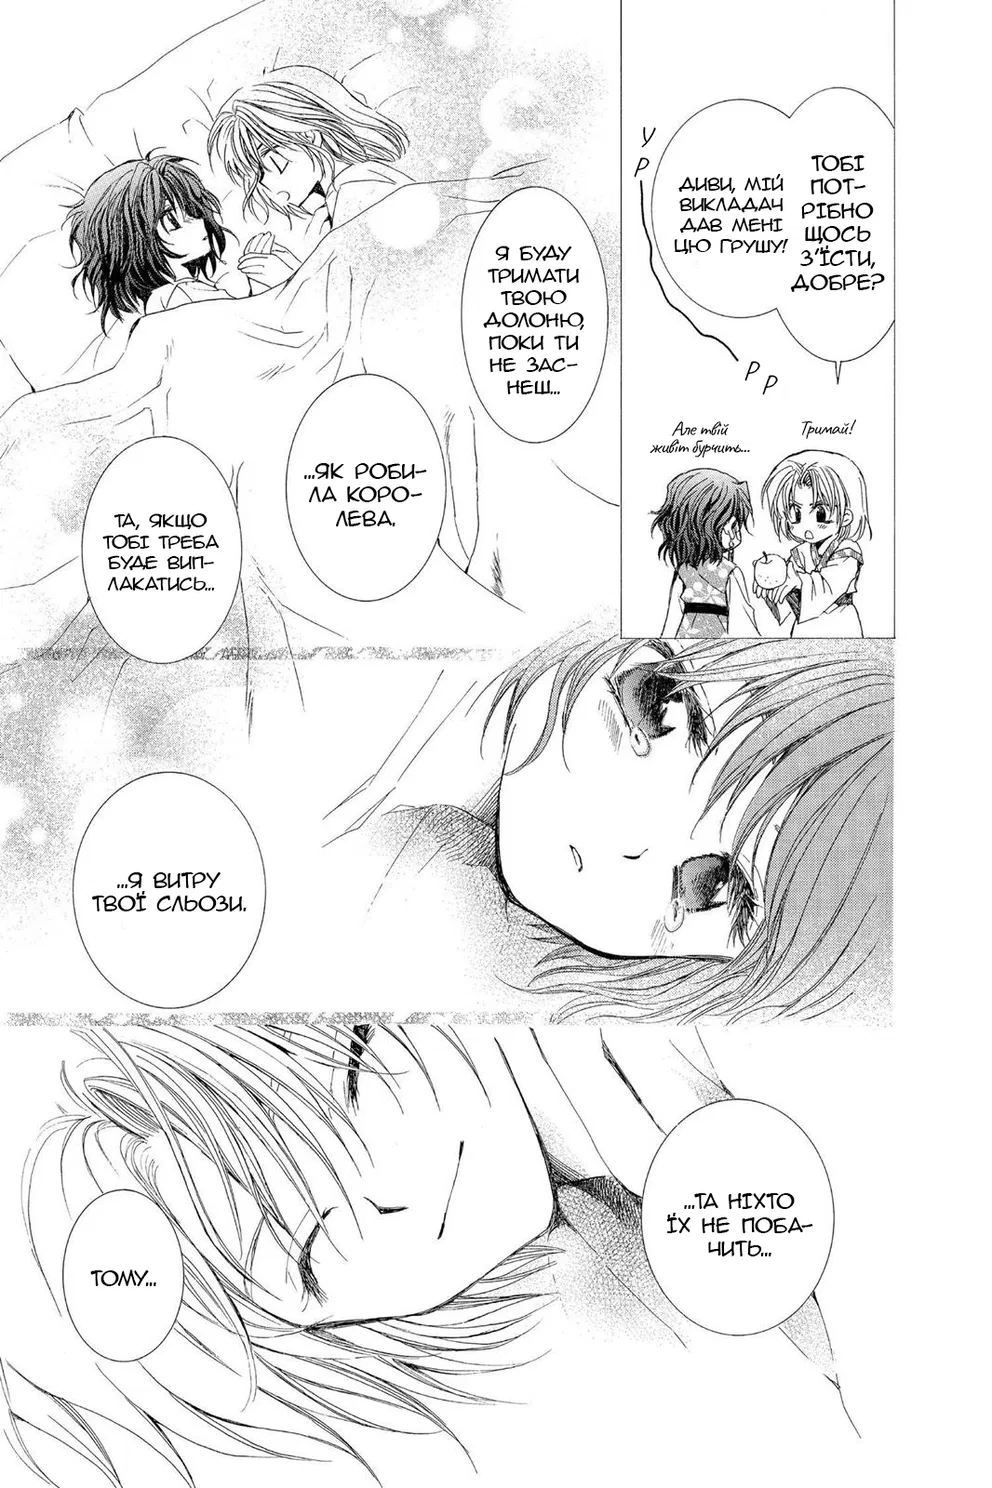 ТОБІ
ПОТ-
РІБНО
ЩОСЬ
З'ЇСТИ,
ДОБРЕ?
ДИВИ, МІЙ
ВИКЛАДАЧ
ДАВ МЕНІ
ЦЮ ГРУШУ!
У
Р
Р
Р
Тримай!
Але твій
живіт бурчить...
Я БУДУ
ТРИМАТИ
ТВОЮ
ДОЛОНЮ,
ПОКИ ТИ
НЕ ЗАС-
НЕШ...
...ЯК РОБИ-
ЛА КОРО-
ЛЕВА.
ТА, ЯКЩО
ТОБІ ТРЕБА
БУДЕ ВИП-
ЛАКАТИСЬ...
...Я ВИТРУ
ТВОЇ СЛЬОЗИ.
...ТА НІХТО
ЇХ НЕ ПОБА-
ЧИТЬ...
ТОМУ...